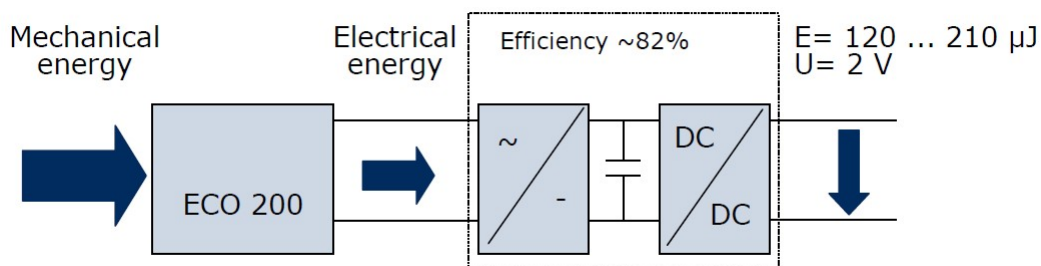 Mechanical
energy
Electrical
energy
Efficiency ~82%
E= 120 ... 210 µJ
U= 2 V
ECO 200
~
-
DC
DC